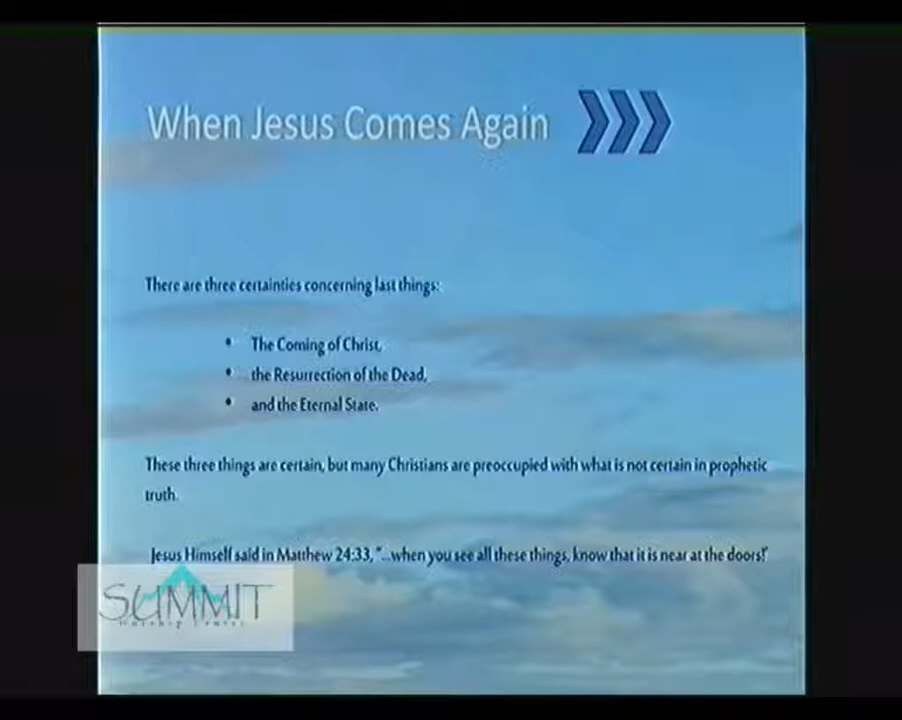 When Jesus Comes Again
There are three certainties concerning last things:
• The Coming of Christ,
• the Resurrection of the Dead,
• and the Eternal State.
These three things are certain, but many Christians are preoccupied with what is not certain in prophetic
truth.
Jesus Himself said in Matthew 24:33, "...when you see all these things, know that it is near at the doors!"
SUMMIT
Worship Center